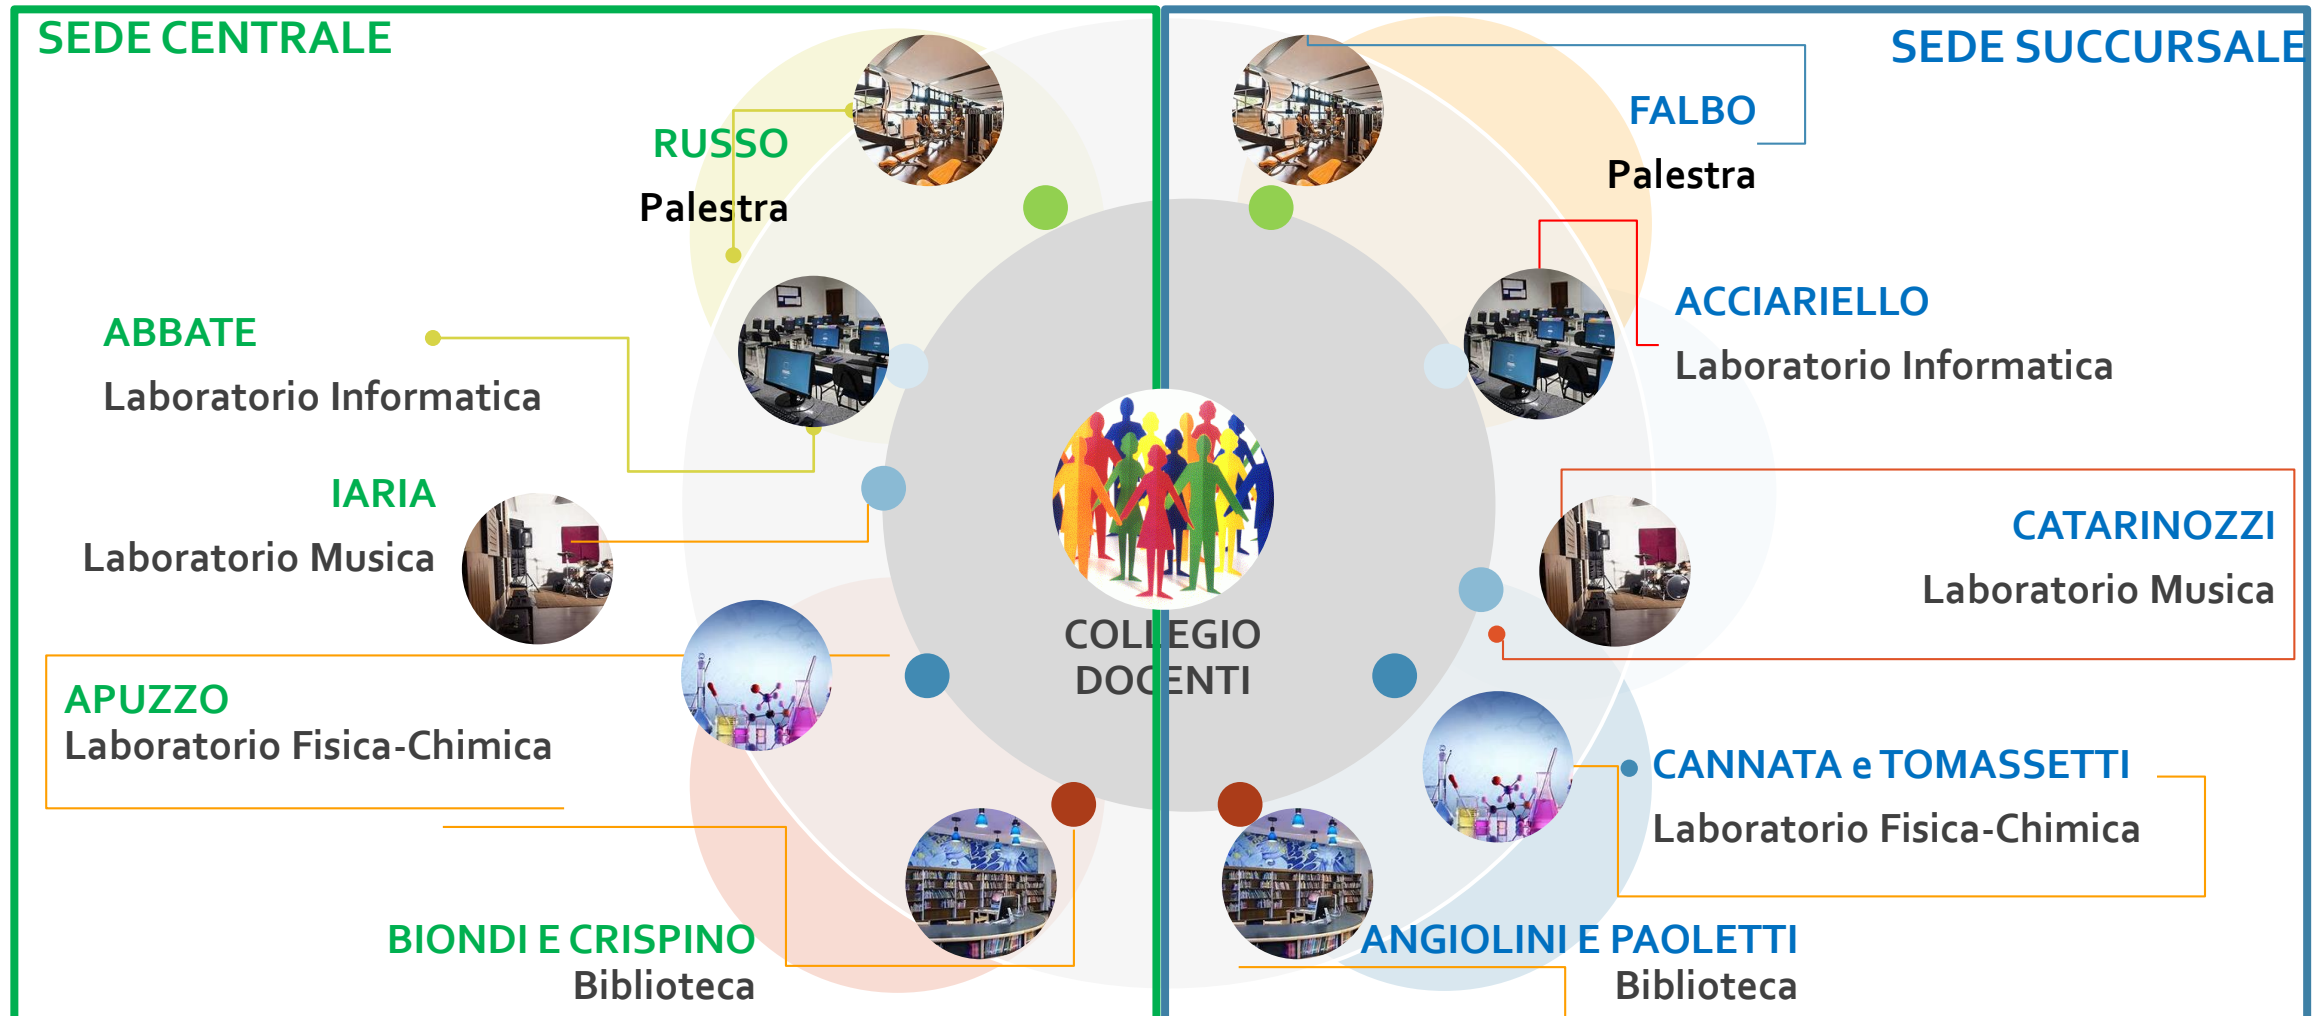 SEDE CENTRALE
RUSSO
Palestra
ABBATE
Laboratorio Informatica
IARIA
Laboratorio Musica
APUZZO
Laboratorio Fisica-Chimica
BIONDI E CRISPINO
Biblioteca
COLLEGIO
DOCENTI
SEDE SUCCURSALE
FALBO
Palestra
ACCIARIELLO
Laboratorio Informatica
CATARINOZZI
Laboratorio Musica
CANNATA e TOMASSETTI
Laboratorio Fisica-Chimica
ANGIOLINI E PAOLETTI
Biblioteca